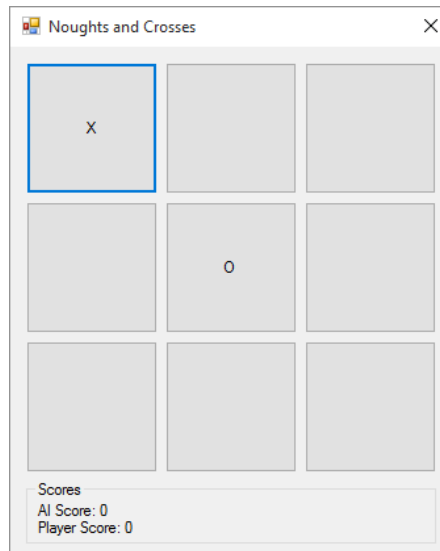 Noughts and Crosses
X
O
Scores
AI Score: 0
Player Score: 0